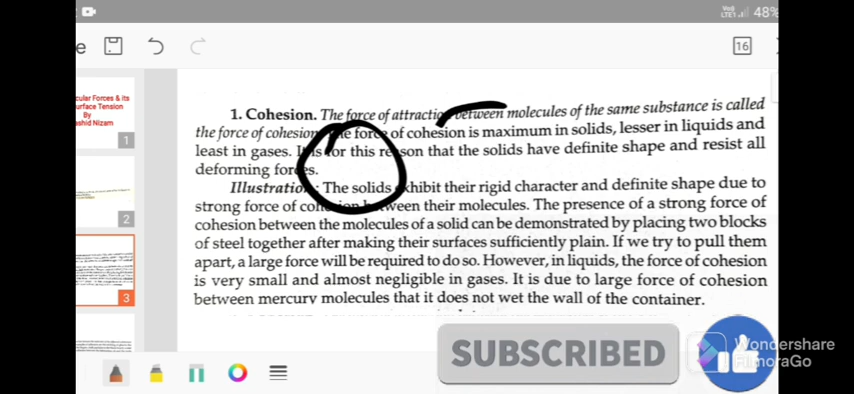 Vo)
LTE1
48%
e
16
cular Forces & its
urface Tension
By
ashid Nizam
1
2
3
1. Cohesion. The force of attraction between molecules of the same substance is called
the force of cohesion. The force of cohesion is maximum in solids, lesser in liquids and
least in gases. It is for this reason that the solids have definite shape and resist all
deforming forces.
Illustration: The solids exhibit their rigid character and definite shape due to
strong force of cohesion between their molecules. The presence of a strong force of
cohesion between the molecules of a solid can be demonstrated by placing two blocks
of steel together after making their surfaces sufficiently plain. If we try to pull them
apart, a large force will be required to do so. However, in liquids, the force of cohesion
is very small and almost negligible in gases. It is due to large force of cohesion
between mercury molecules that it does not wet the wall of the container.
SUBSCRIBED
Wondershare
FilmoraGo